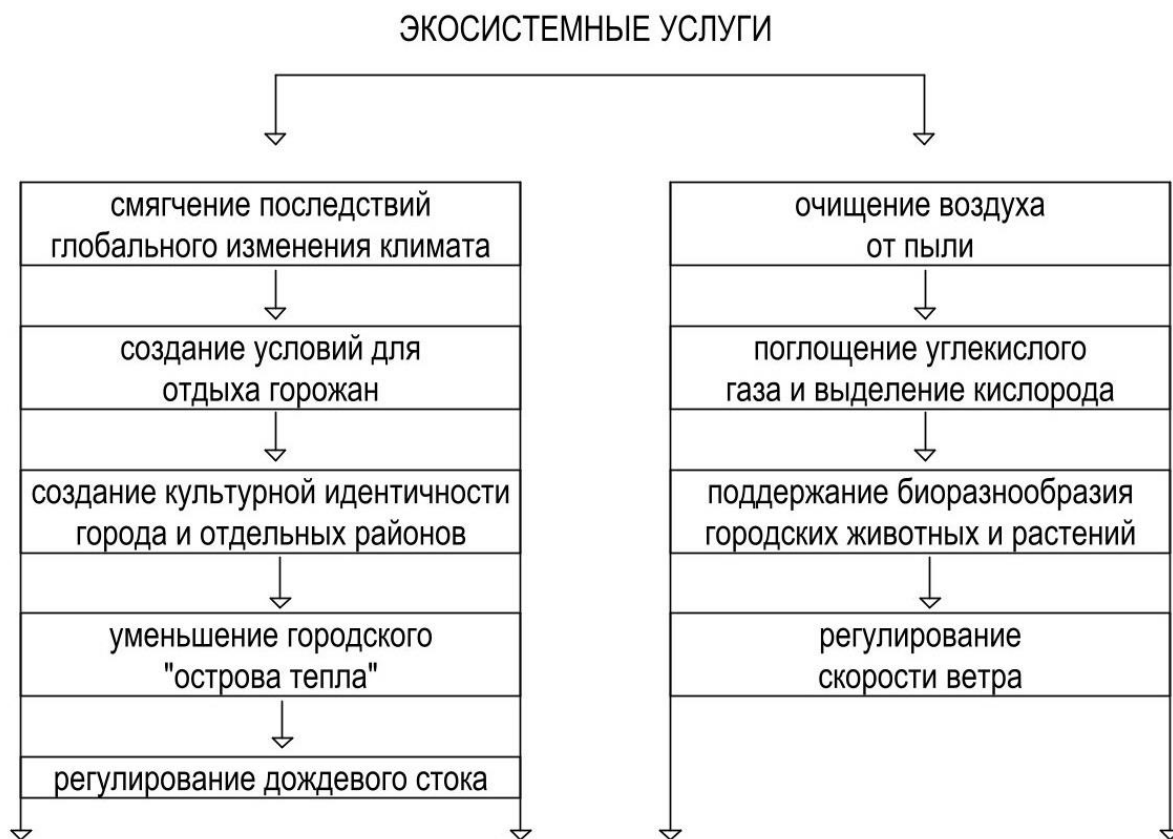 ЭКОСИСТЕМНЫЕ УСЛУГИ
смягчение последствий
глобального изменения климата
создание условий для
отдыха горожан
создание культурной идентичности
города и отдельных районов
уменьшение городского
"острова тепла"
регулирование дождевого стока
очищение воздуха
от пыли
поглощение углекислого
газа и выделение кислорода
поддержание биоразнообразия
городских животных и растений
регулирование
скорости ветра